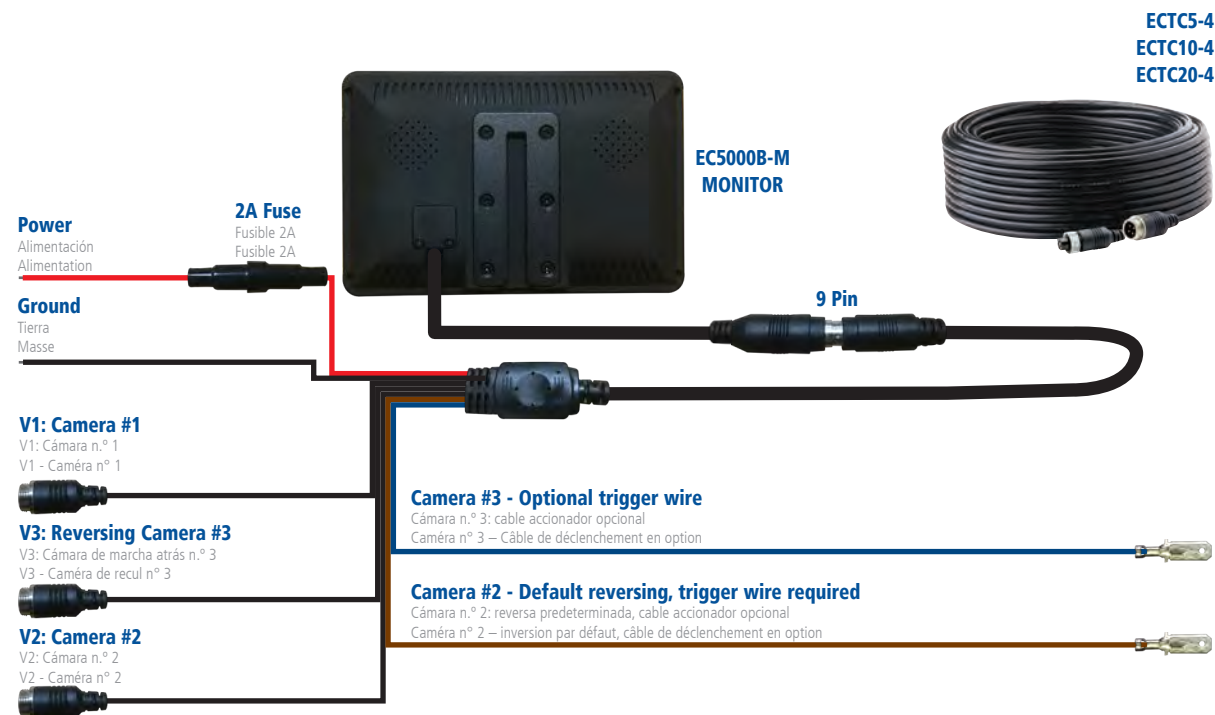 ECTC5-4
ECTC10-4
ECTC20-4
EC5000B-M
MONITOR
2A Fuse
Fusible 2A
Fusible 2A
Power
Alimentación
Alimentation
Ground
Tierra
Masse
9 Pin
V1: Camera #1
V1: Cámara n.º 1
V1 - Caméra n° 1
V3: Reversing Camera #3
V3: Cámara de marcha atrás n.º 3
V3 - Caméra de recul n° 3
V2: Camera #2
V2: Cámara n.º 2
V2 - Caméra n° 2
Camera #3 - Optional trigger wire
Cámara n.º 3: cable accionador opcional
Caméra n° 3 – Câble de déclenchement en option
Camera #2 - Default reversing, trigger wire required
Cámara n.º 2: reversa predeterminada, cable accionador opcional
Caméra n° 2 – inversion par défaut, câble de déclenchement en option